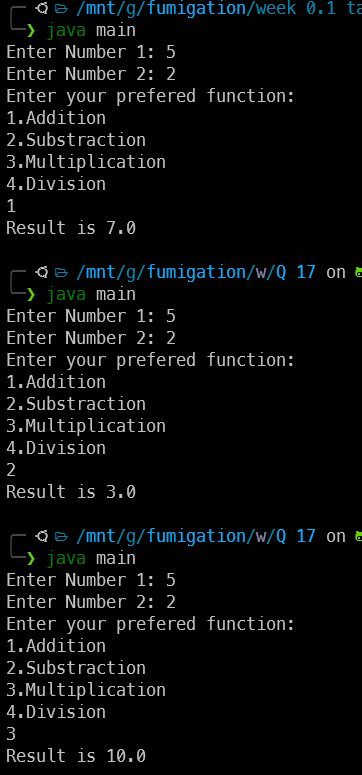 /mnt/g/fumigation/week 0.1 ta
❯ java main
Enter Number 1: 5
Enter Number 2: 2
Enter your prefered function:
1.Addition
2.Substraction
3.Multiplication
4.Division
1
Result is 7.0
/mnt/g/fumigation/w/Q 17 on
❯ java main
Enter Number 1: 5
Enter Number 2: 2
Enter your prefered function:
1.Addition
2.Substraction
3.Multiplication
4.Division
2
Result is 3.0
/mnt/g/fumigation/w/Q 17 on
❯ java main
Enter Number 1: 5
Enter Number 2: 2
Enter your prefered function:
1.Addition
2.Substraction
3.Multiplication
4.Division
3
Result is 10.0